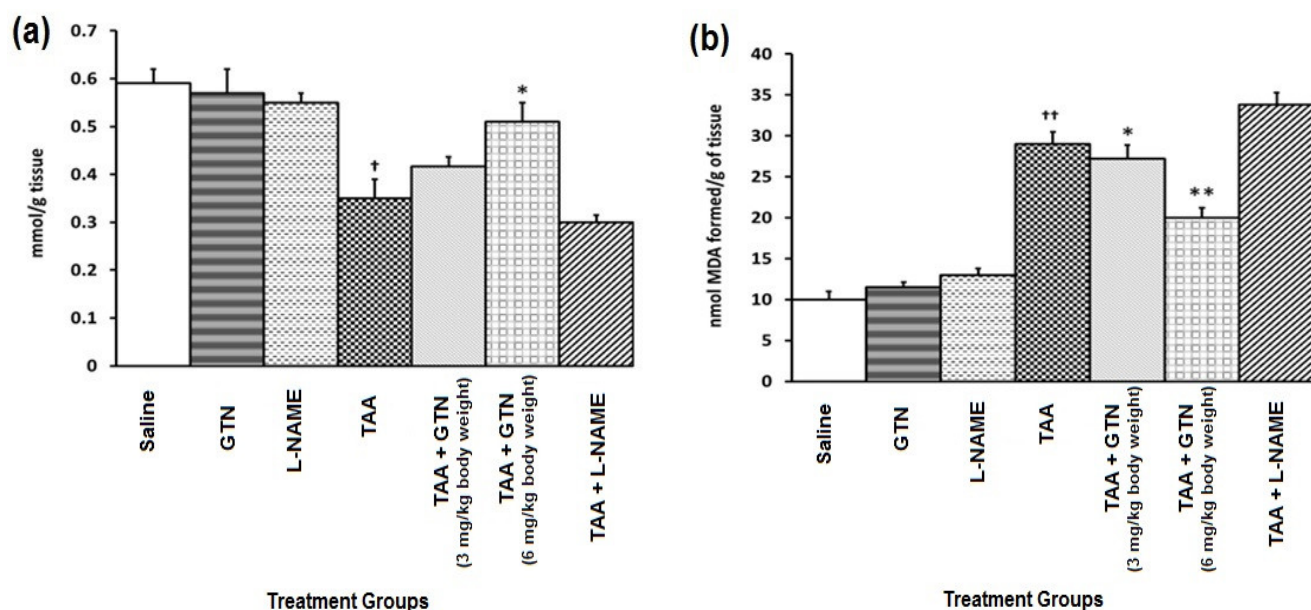 (a)
mmol/g tissue
0.7
0.6
0.5
0.4
0.3
0.2
0.1
0
†
*
Saline
GTN
L-NAME
TAA
TAA + GTN
(3 mg/kg body weight)
TAA + GTN
(6 mg/kg body weight)
TAA + L-NAME
Treatment Groups
(b)
nmol MDA formed/g of tissue
40
35
30
25
20
15
10
5
0
††
*
**
Saline
GTN
L-NAME
TAA
TAA + GTN
(3 mg/kg body weight)
TAA + GTN
(6 mg/kg body weight)
TAA + L-NAME
Treatment Groups